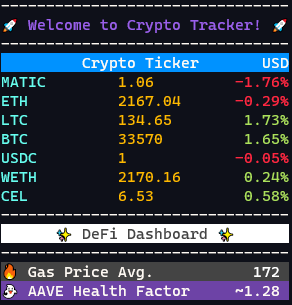 -----------------------------
🚀 Welcome to Crypto Tracker! 🚀
-----------------------------
Crypto Ticker USD
MATIC 1.06 -1.76%
ETH 2167.04 -0.29%
LTC 134.65 1.73%
BTC 33570 1.65%
USDC 1 -0.05%
WETH 2170.16 0.24%
CEL 6.53 0.58%
-----------------------------
✨ DeFi Dashboard ✨
-----------------------------
🔥 Gas Price Avg. 172
👻 AAVE Health Factor ~1.28